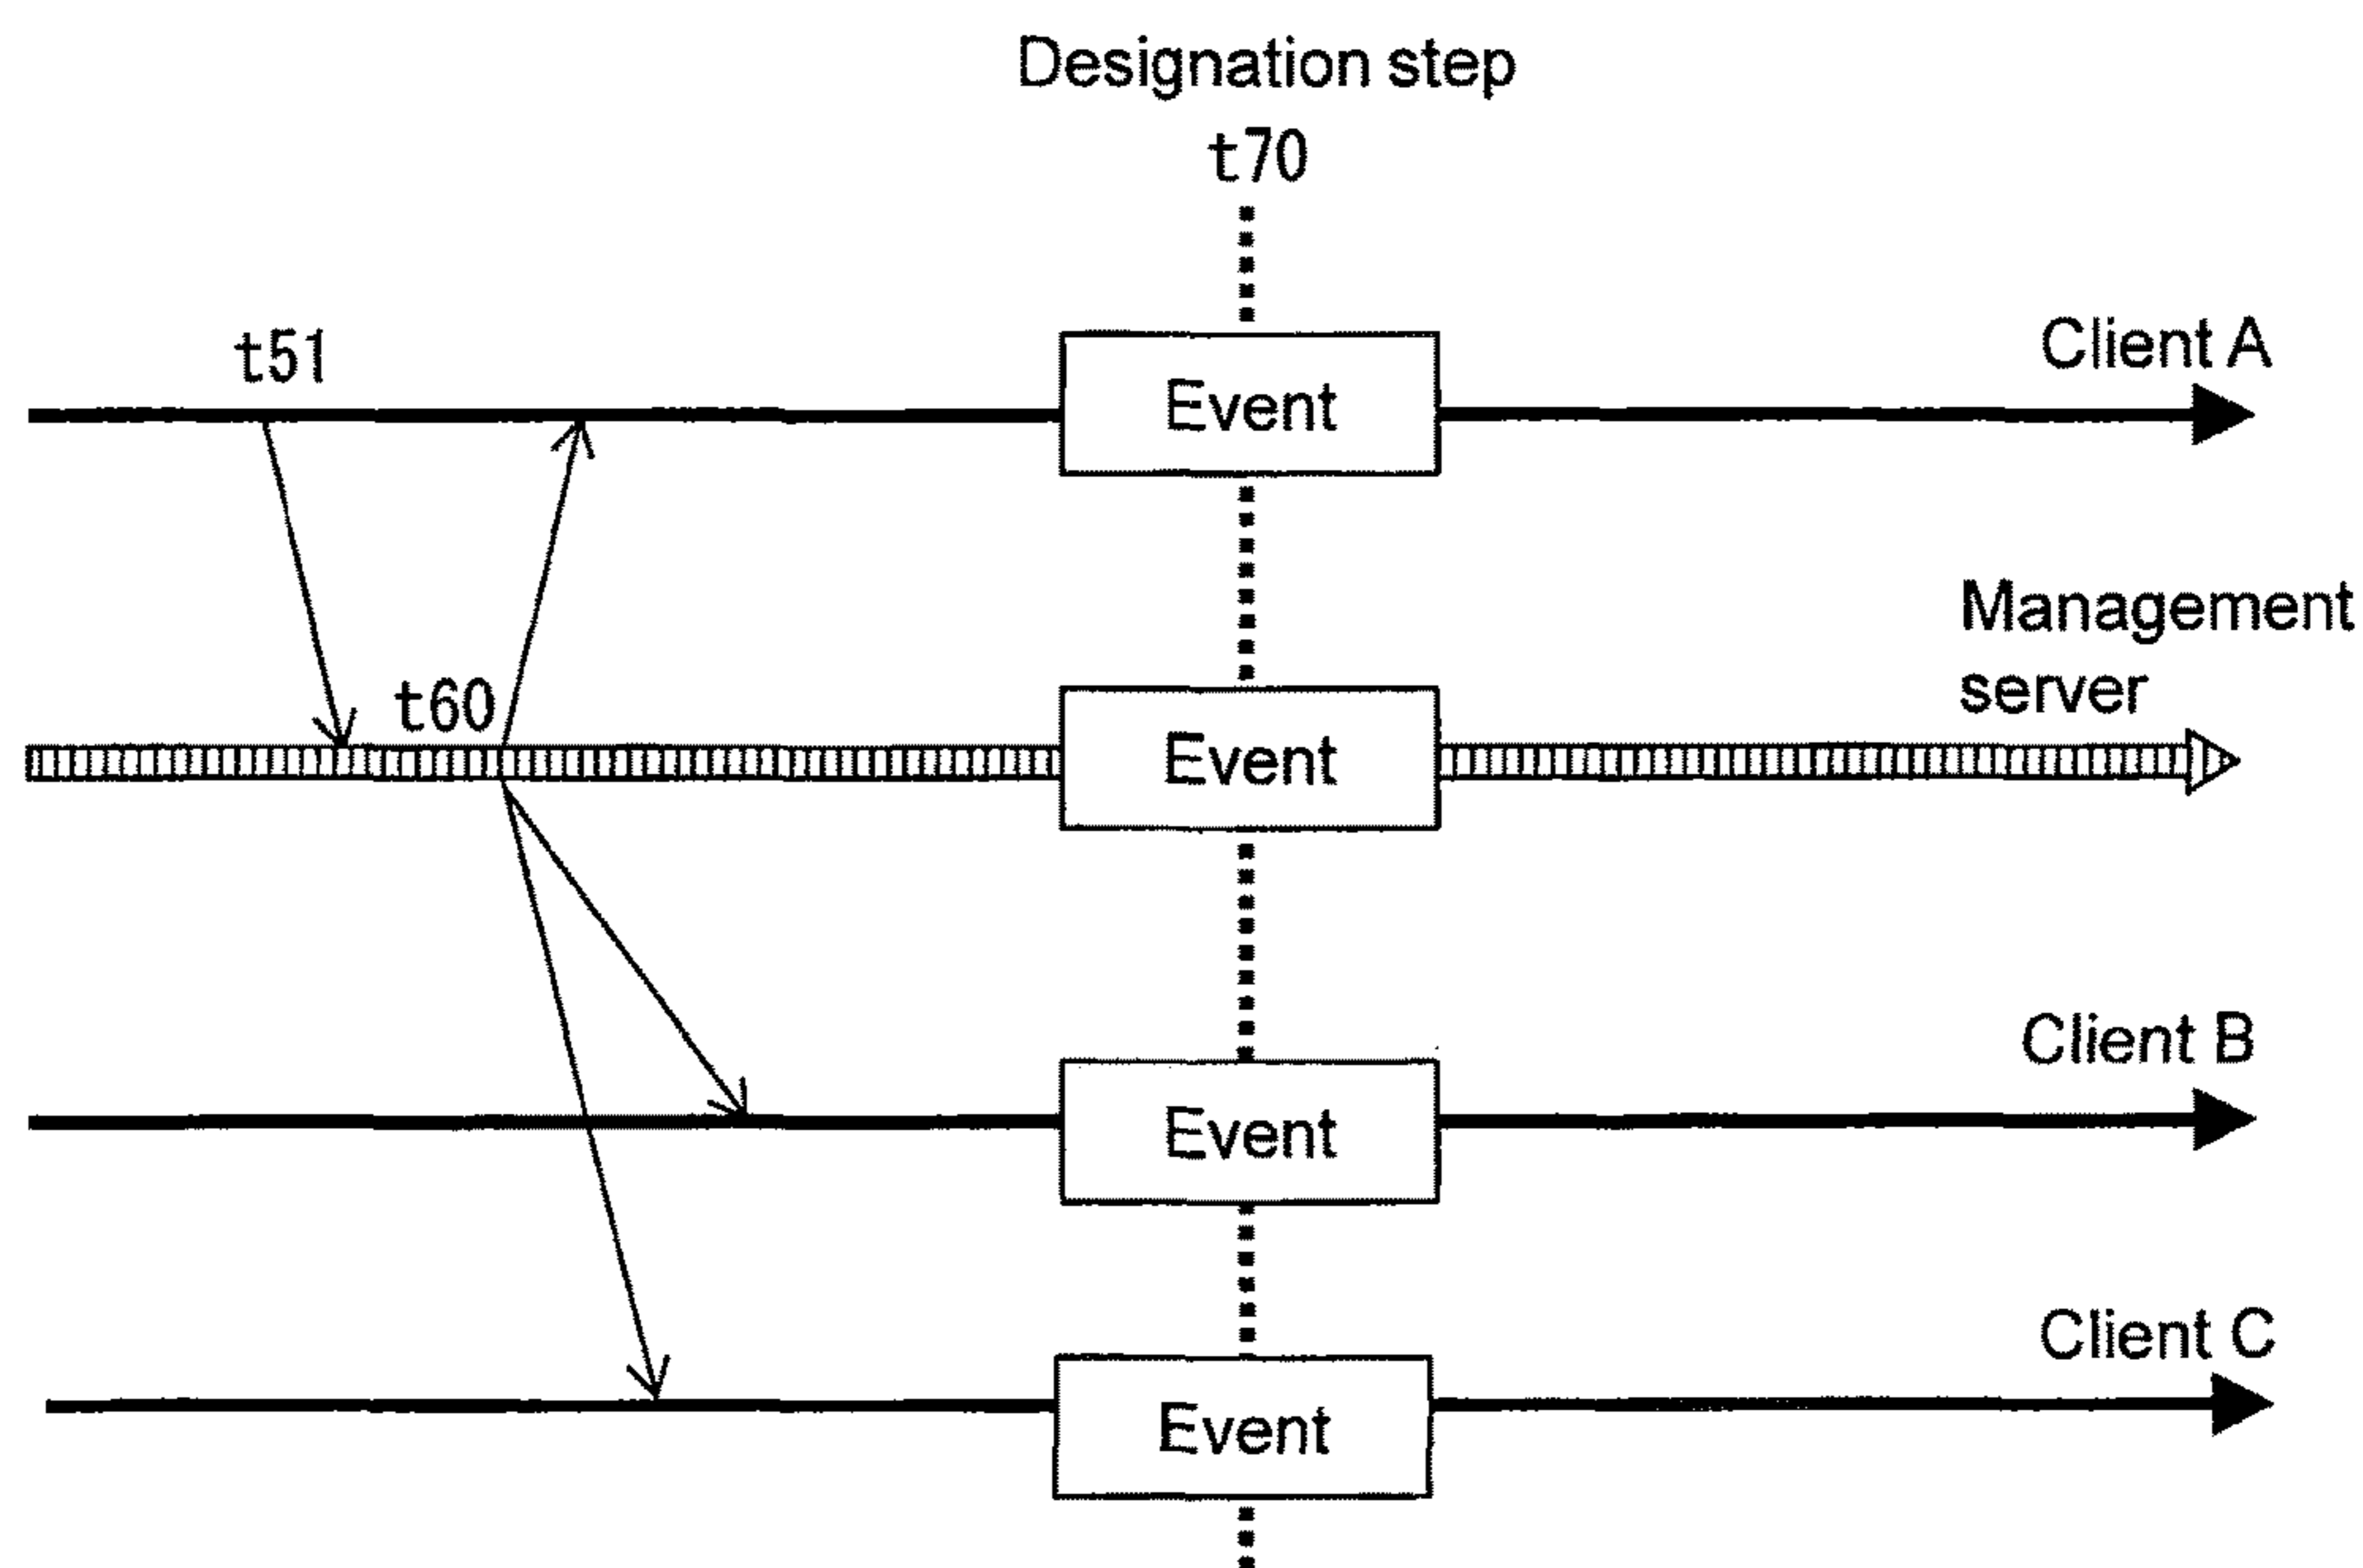 Designation step
t70
t51
Client A
Event
Management
server
t60
Event
Client B
Event
Client C
Event